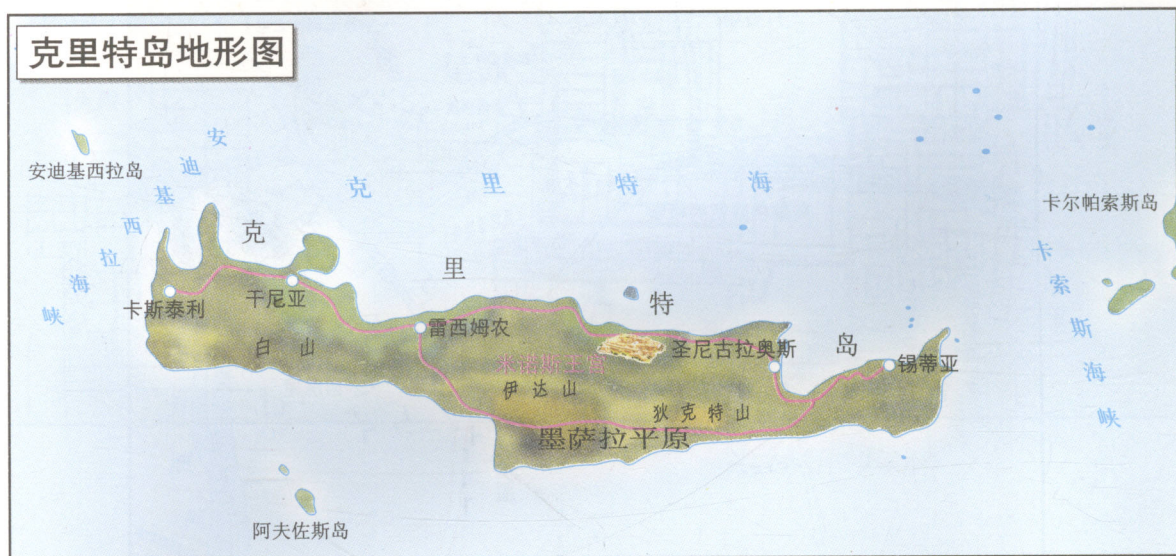 克里特岛地形图
安迪基西拉岛
安迪基西拉海峡
克里特海
卡尔帕索斯岛
卡索斯海峡
克里特岛
卡斯泰利
干尼亚
雷西姆农
圣尼古拉奥斯
锡蒂亚
白山
米诺斯王宫
伊达山
狄克特山
墨萨拉平原
阿夫佐斯岛